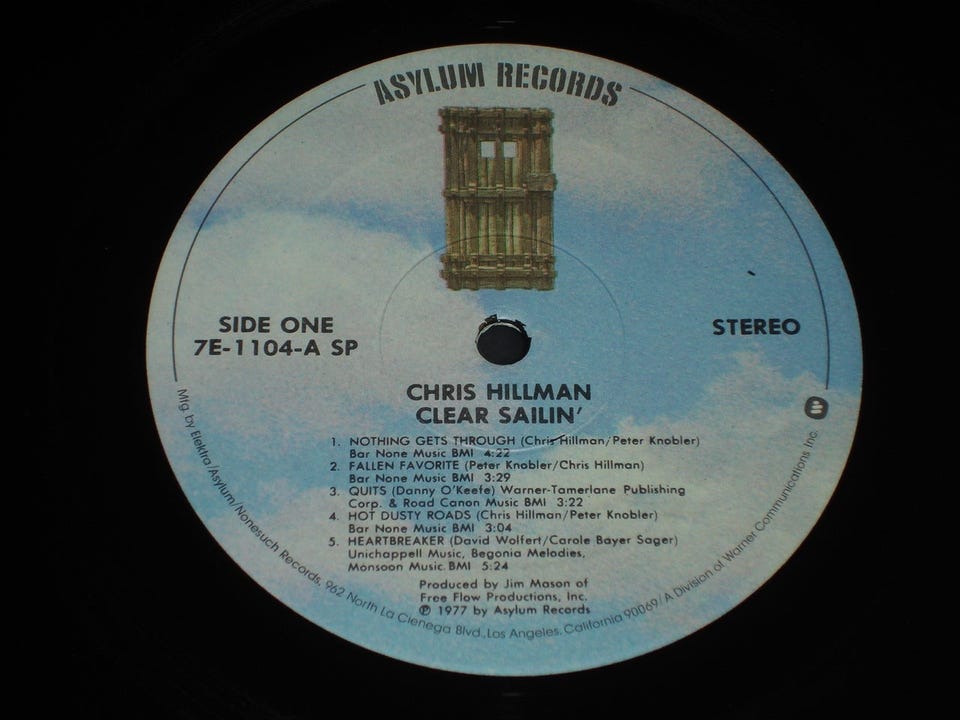 ASYLUM RECORDS
SIDE ONE
7E-1104-A SP
STEREO
CHRIS HILLMAN
CLEAR SAILIN'
1. NOTHING GETS THROUGH (Chris Hillman/Peter Knobler)
Bar None Music BMI 4:22
2. FALLEN FAVORITE (Peter Knobler/Chris Hillman)
Bar None Music BMI 3:29
3. QUITS (Danny O'Keefe) Warner-Tamerlane Publishing
Corp. & Road Canon Music BMI 3:22
4. HOT DUSTY ROADS (Chris Hillman/Peter Knobler)
Bar None Music BMI 3:04
5. HEARTBREAKER (David Wolfert/Carole Bayer Sager)
Unichappell Music, Begonia Melodies,
Monsoon Music BMI 5:24
Produced by Jim Mason of
Free Flow Productions, Inc.
℗ 1977 by Asylum Records
Mfg. by Elektra/Asylum/Nonesuch Records, 962 North La Cienega Blvd., Los Angeles, California 90069/A Division of Warner Communications Inc.